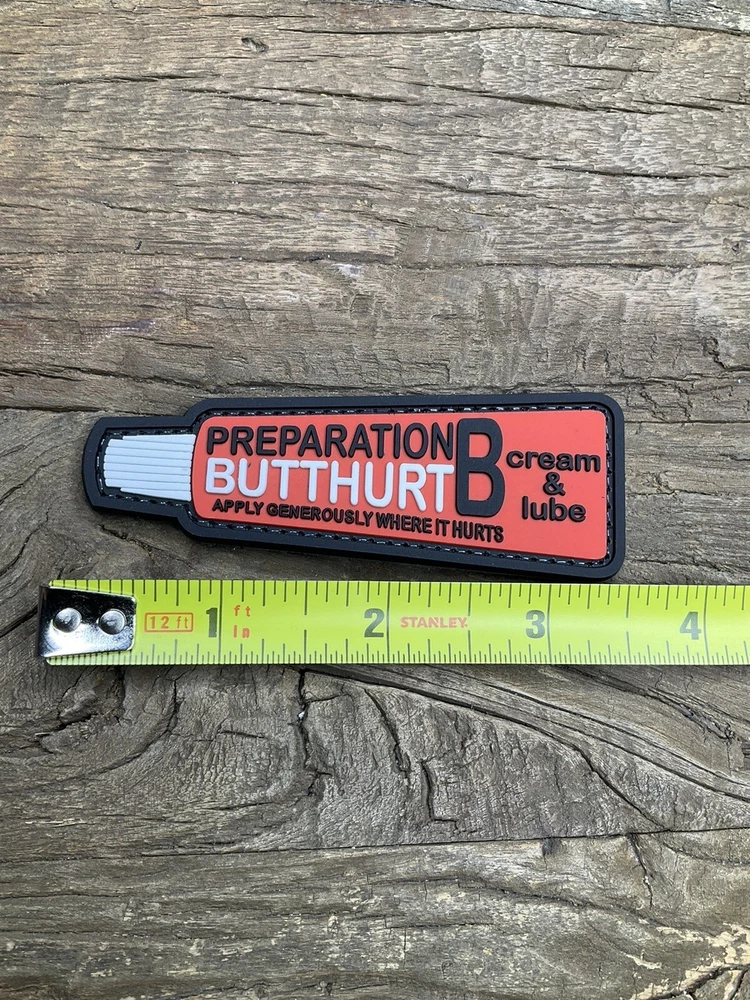 PREPARATION B
BUTTHURT
APPLY GENEROUSLY WHERE IT HURTS
cream
&
lube
12 ft 1 ft in 2 STANLEY. 3 4